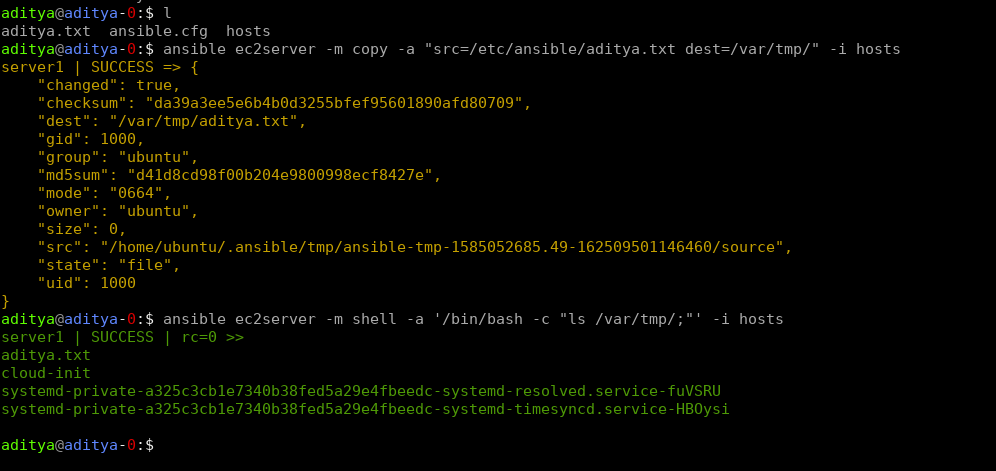 aditya@aditya-0:$ l
aditya.txt  ansible.cfg  hosts
aditya@aditya-0:$ ansible ec2server -m copy -a "src=/etc/ansible/aditya.txt dest=/var/tmp/" -i hosts
server1 | SUCCESS => {
    "changed": true,
    "checksum": "da39a3ee5e6b4b0d3255bfef95601890afd80709",
    "dest": "/var/tmp/aditya.txt",
    "gid": 1000,
    "group": "ubuntu",
    "md5sum": "d41d8cd98f00b204e9800998ecf8427e",
    "mode": "0664",
    "owner": "ubuntu",
    "size": 0,
    "src": "/home/ubuntu/.ansible/tmp/ansible-tmp-1585052685.49-162509501146460/source",
    "state": "file",
    "uid": 1000
}
aditya@aditya-0:$ ansible ec2server -m shell -a '/bin/bash -c "ls /var/tmp/;"' -i hosts
server1 | SUCCESS | rc=0 >>
aditya.txt
cloud-init
systemd-private-a325c3cb1e7340b38fed5a29e4fbeedc-systemd-resolved.service-fuVSRU
systemd-private-a325c3cb1e7340b38fed5a29e4fbeedc-systemd-timesyncd.service-HBOysi

aditya@aditya-0:$